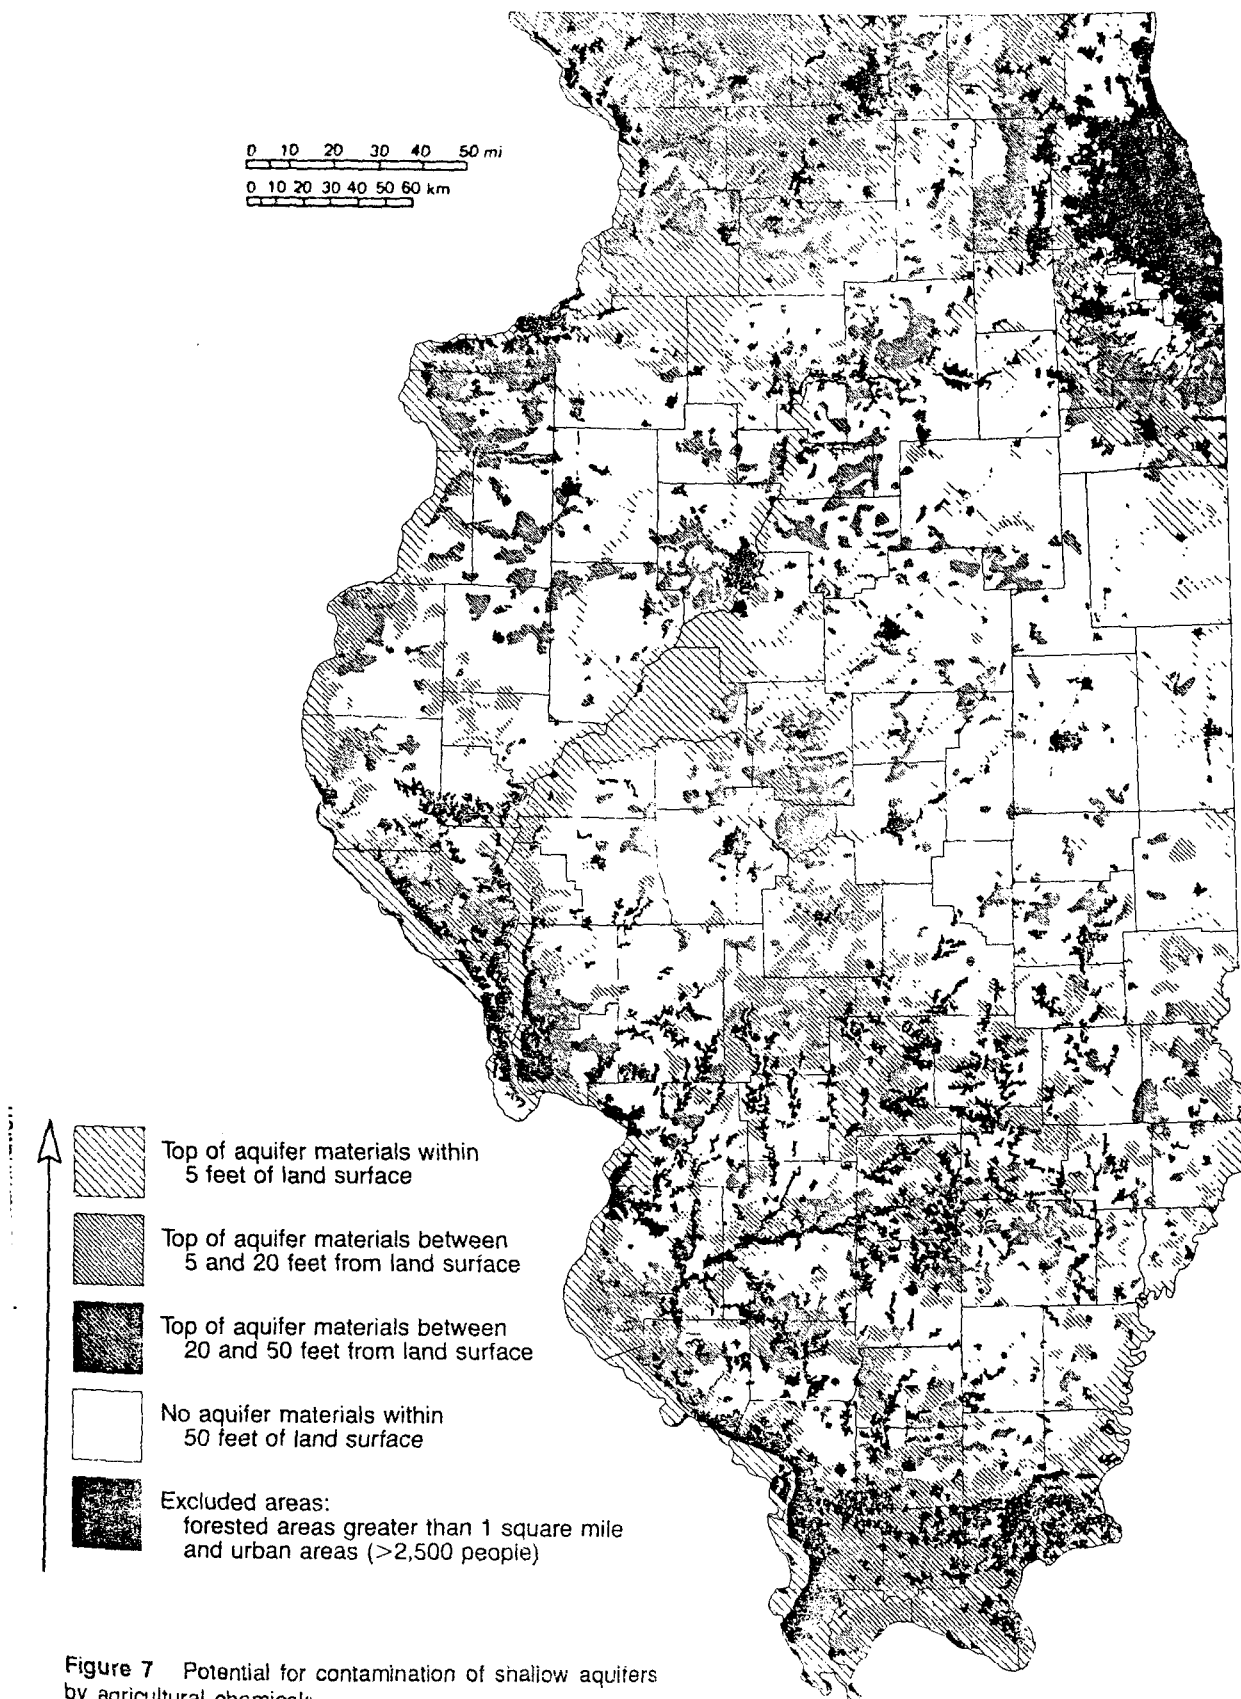 0 10 20 30 40 50 mi
0 10 20 30 40 50 60 km
Top of aquifer materials within
5 feet of land surface
Top of aquifer materials between
5 and 20 feet from land surface
Top of aquifer materials between
20 and 50 feet from land surface
No aquifer materials within
50 feet of land surface
Excluded areas:
forested areas greater than 1 square mile
and urban areas (>2,500 people)
Figure 7 Potential for contamination of shallow aquifers
by agricultural chemicals